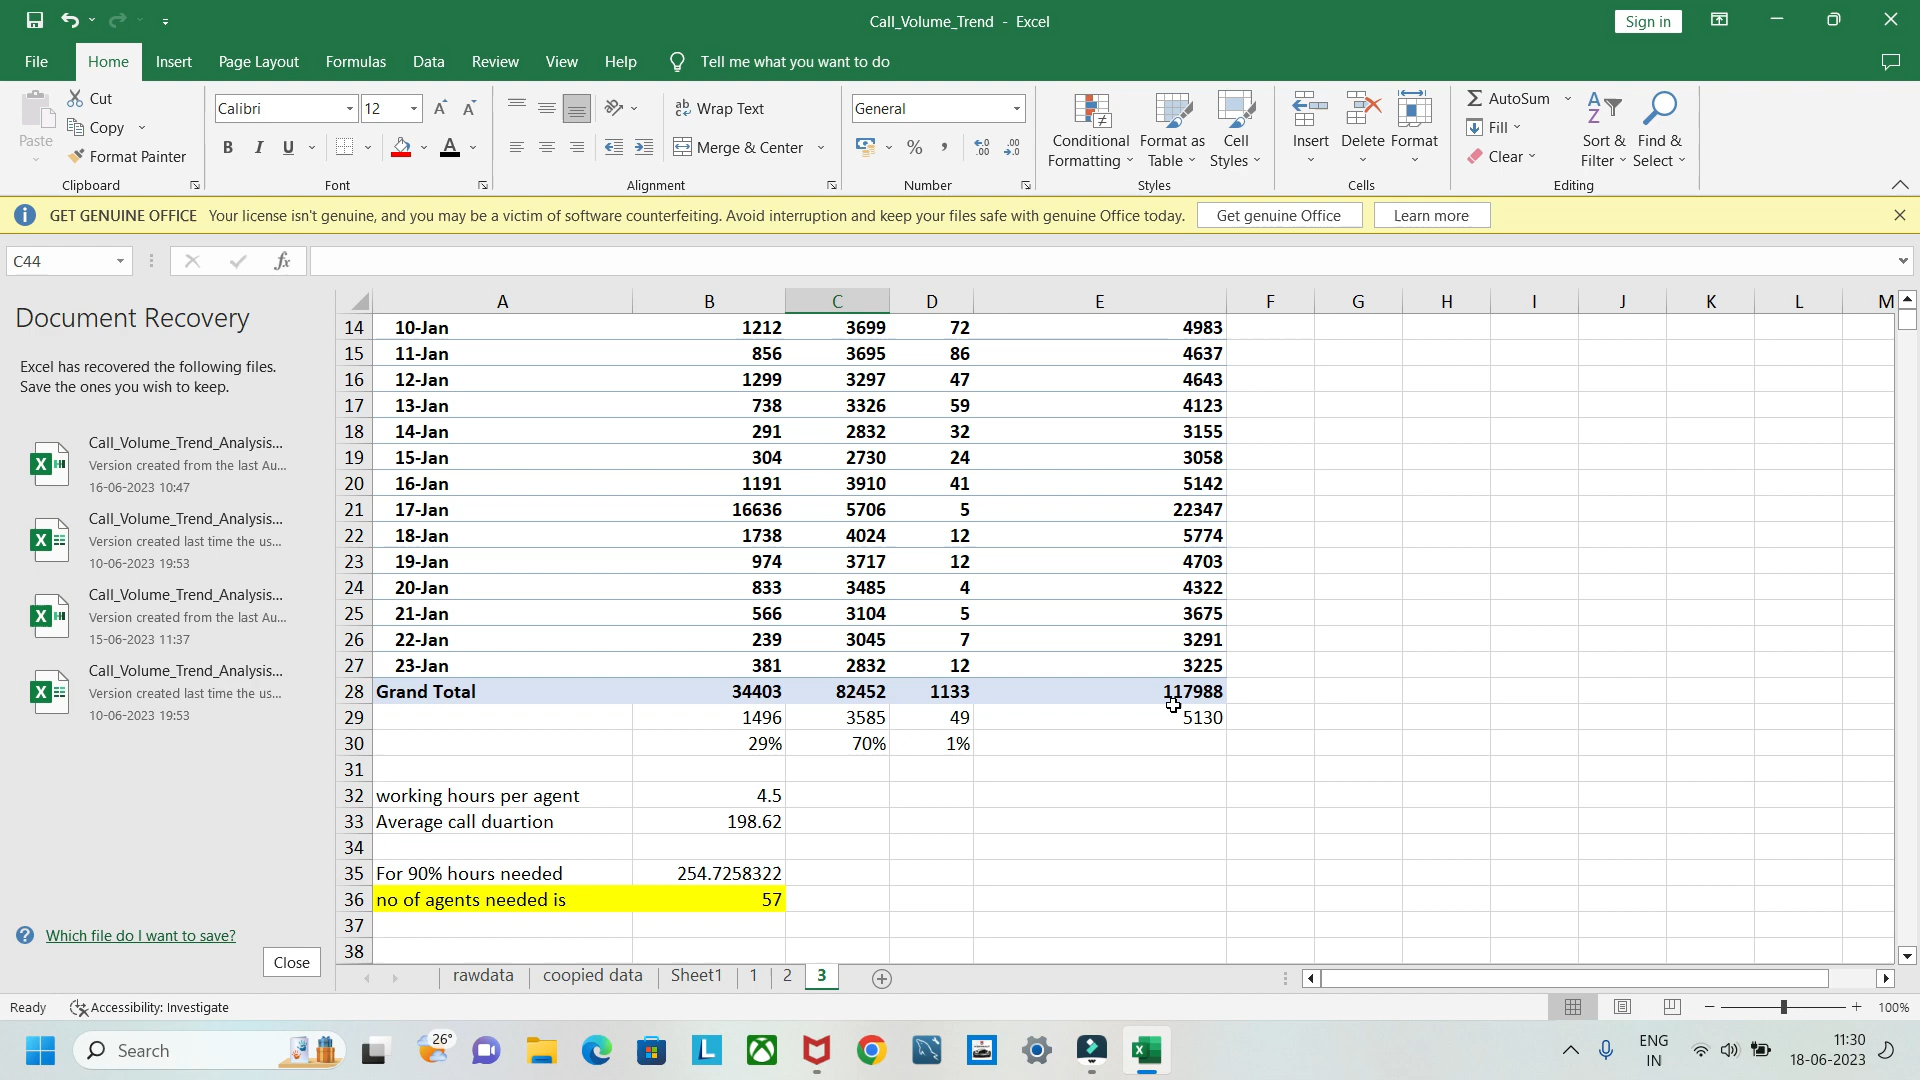 Call_Volume_Trend - Excel
Sign in
File Home Insert Page Layout Formulas Data Review View Help Tell me what you want to do
Paste
Cut
Copy
Format Painter
Clipboard
Calibri 12
B I U
Font
Wrap Text
Merge & Center
Alignment
General
Number
Conditional Formatting
Format as Table
Cell Styles
Styles
Insert
Delete
Format
Cells
AutoSum
Fill
Clear
Sort & Filter
Find & Select
Editing
GET GENUINE OFFICE Your license isn't genuine, and you may be a victim of software counterfeiting. Avoid interruption and keep your files safe with genuine Office today. Get genuine Office Learn more
C44
fx
Document Recovery
Excel has recovered the following files.
Save the ones you wish to keep.
Call_Volume_Trend_Analysis...
Version created from the last Au...
16-06-2023 10:47
Call_Volume_Trend_Analysis...
Version created last time the us...
10-06-2023 19:53
Call_Volume_Trend_Analysis...
Version created from the last Au...
15-06-2023 11:37
Call_Volume_Trend_Analysis...
Version created last time the us...
10-06-2023 19:53
Which file do I want to save?
Close
A B C D E F G H I J K L M
14 10-Jan 1212 3699 72 4983
15 11-Jan 856 3695 86 4637
16 12-Jan 1299 3297 47 4643
17 13-Jan 738 3326 59 4123
18 14-Jan 291 2832 32 3155
19 15-Jan 304 2730 24 3058
20 16-Jan 1191 3910 41 5142
21 17-Jan 16636 5706 5 22347
22 18-Jan 1738 4024 12 5774
23 19-Jan 974 3717 12 4703
24 20-Jan 833 3485 4 4322
25 21-Jan 566 3104 5 3675
26 22-Jan 239 3045 7 3291
27 23-Jan 381 2832 12 3225
28 Grand Total 34403 82452 1133 117988
29 1496 3585 49 5130
30 29% 70% 1%
31
32 working hours per agent 4.5
33 Average call duartion 198.62
34
35 For 90% hours needed 254.7258322
36 no of agents needed is 57
37
38
rawdata coopied data Sheet1 1 2 3
Ready Accessibility: Investigate 100%
Search
26°
ENG
IN
11:30
18-06-2023